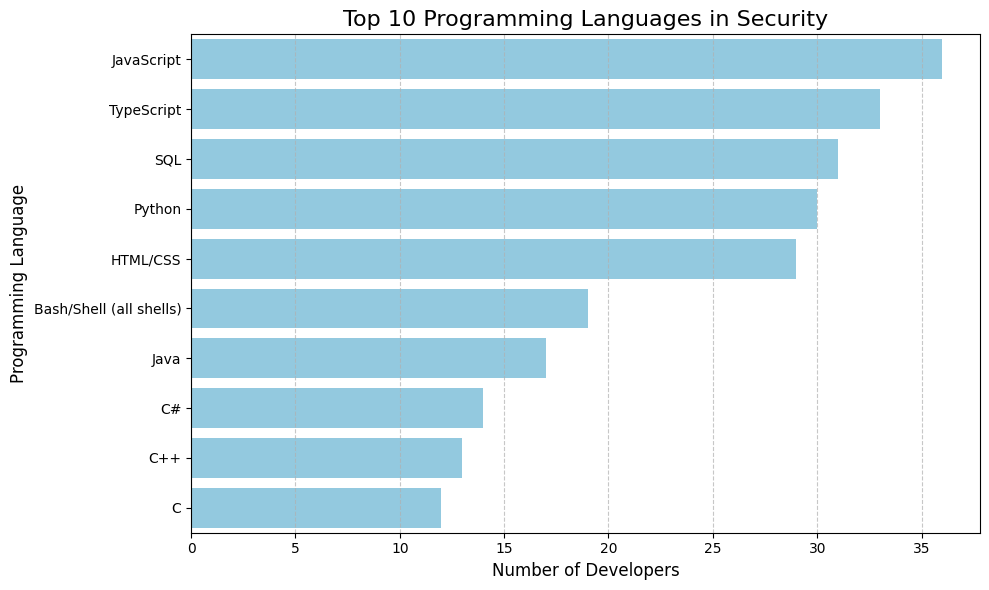 Top 10 Programming Languages in Security
Programming Language
JavaScript
TypeScript
SQL
Python
HTML/CSS
Bash/Shell (all shells)
Java
C#
C++
C
0 5 10 15 20 25 30 35
Number of Developers